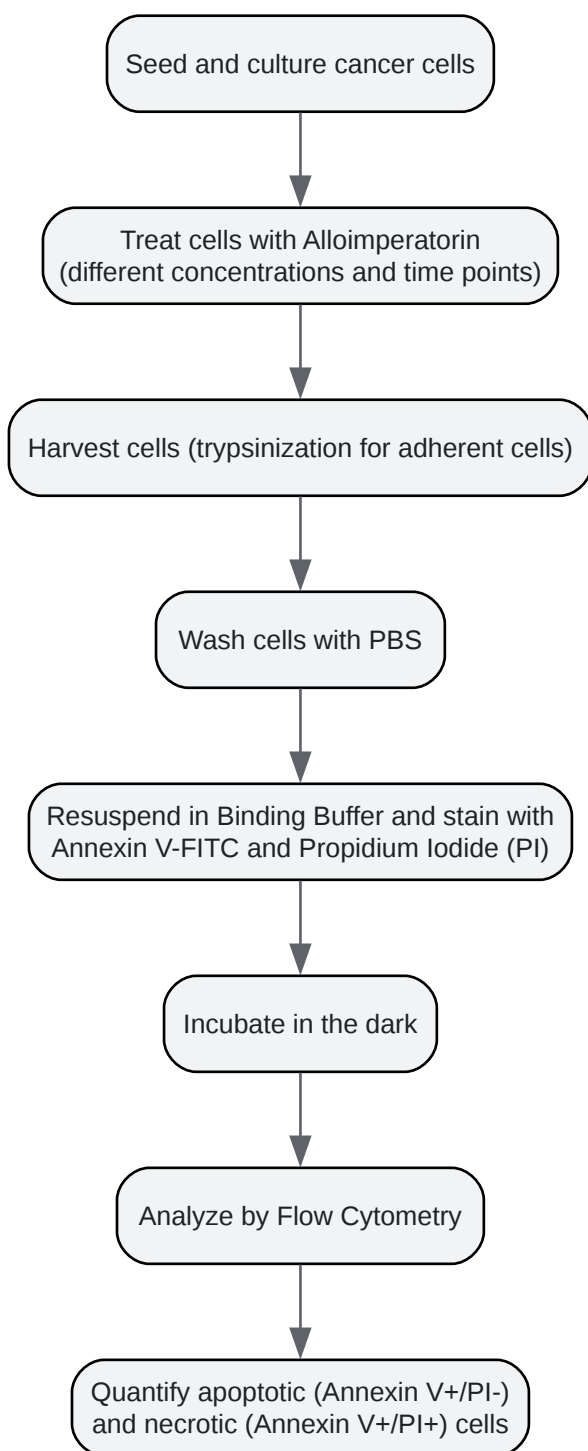 Seed and culture cancer cells
Treat cells with Alloimperatorin
(different concentrations and time points)
Harvest cells (trypsinization for adherent cells)
Wash cells with PBS
Resuspend in Binding Buffer and stain with
Annexin V-FITC and Propidium Iodide (PI)
Incubate in the dark
Analyze by Flow Cytometry
Quantify apoptotic (Annexin V+/PI-)
and necrotic (Annexin V+/PI+) cells